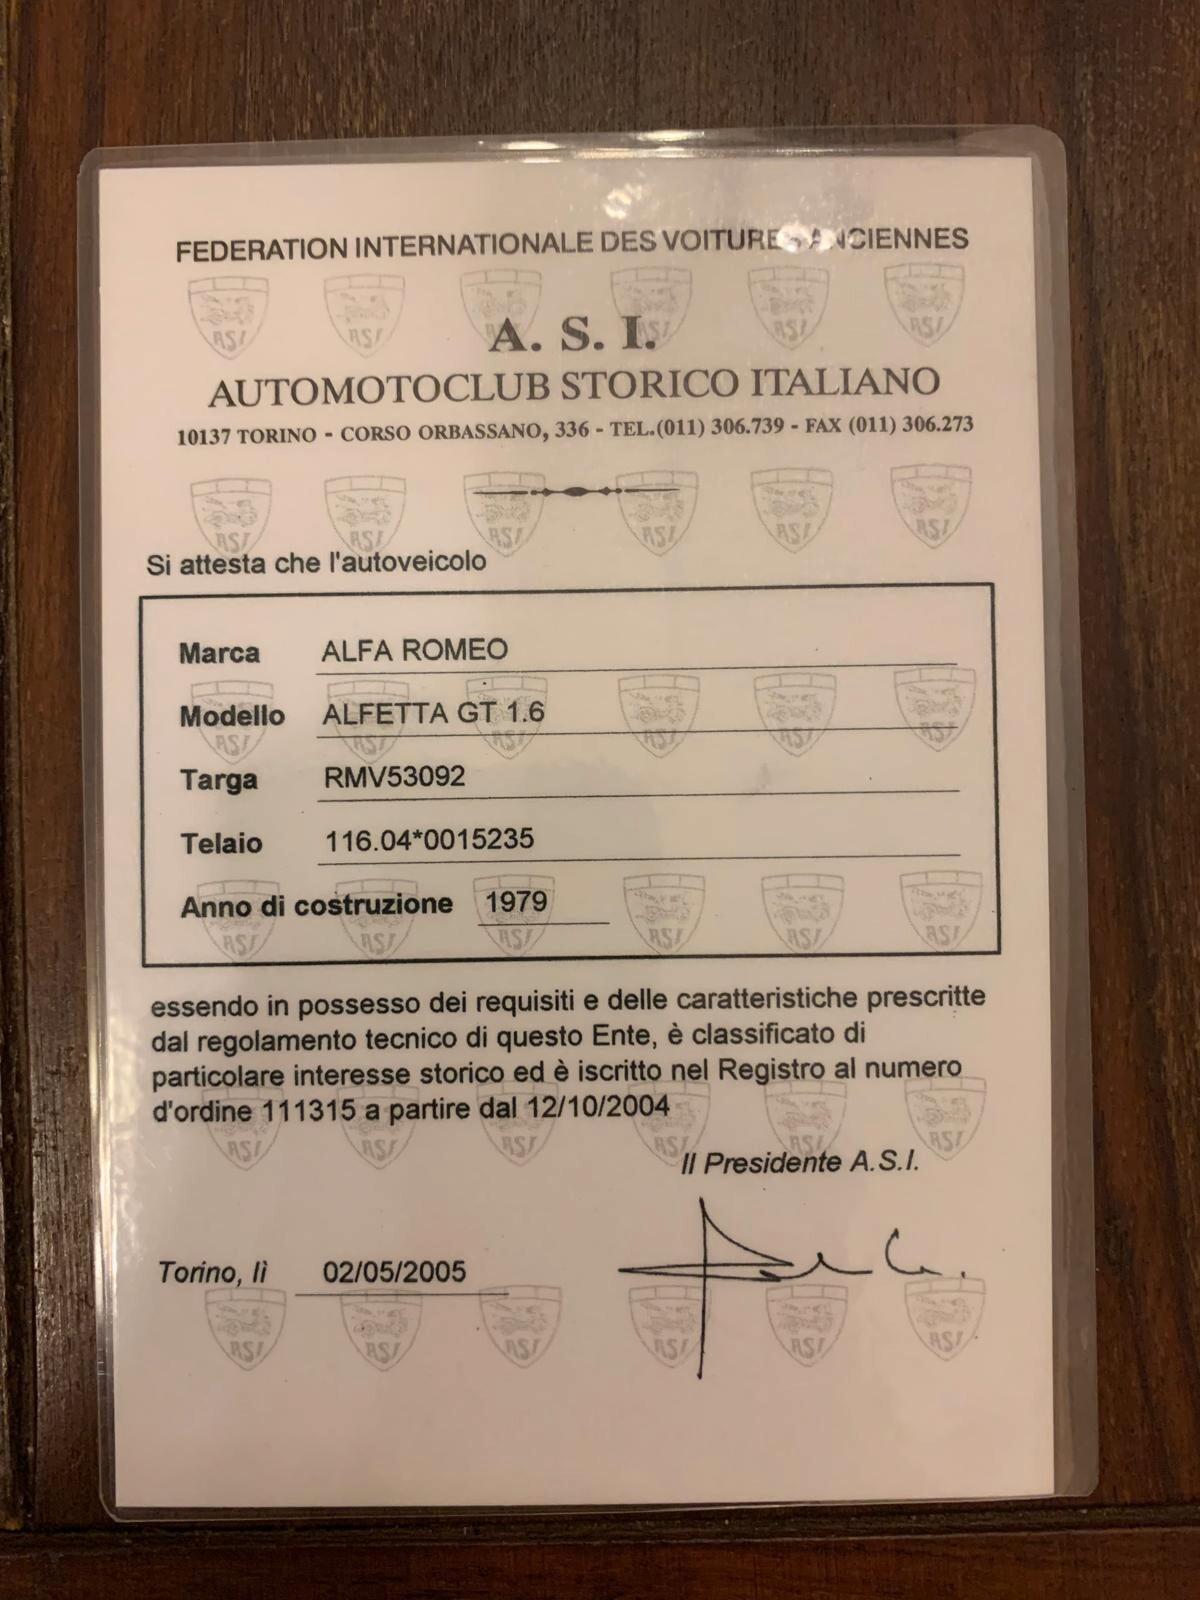 FEDERATION INTERNATIONALE DES VOITURES ANCIENNES
A. S. I.
AUTOMOTOCLUB STORICO ITALIANO
10137 TORINO - CORSO ORBASSANO, 336 - TEL.(011) 306.739 - FAX (011) 306.273
Si attesta che l'autoveicolo
Marca ALFA ROMEO
Modello ALFETTA GT 1.6
Targa RMV53092
Telaio 116.04*0015235
Anno di costruzione 1979
essendo in possesso dei requisiti e delle caratteristiche prescritte
dal regolamento tecnico di questo Ente, è classificato di
particolare interesse storico ed è iscritto nel Registro al numero
d'ordine 111315 a partire dal 12/10/2004
Il Presidente A.S.I.
Torino, lì 02/05/2005